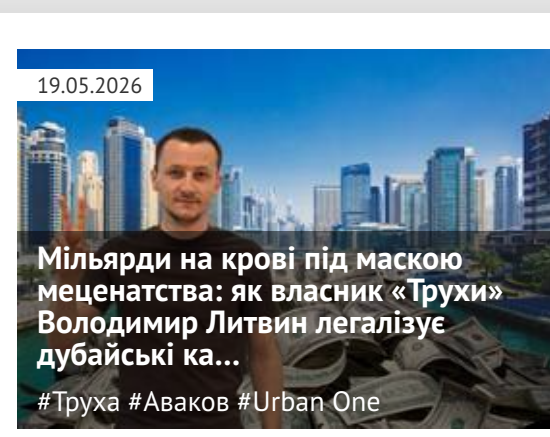 19.05.2026
Мільярди на крові під маскою
меценатства: як власник «Трухи»
Володимир Литвин легалізує
дубайські ка...
#Труха #Аваков #Urban One